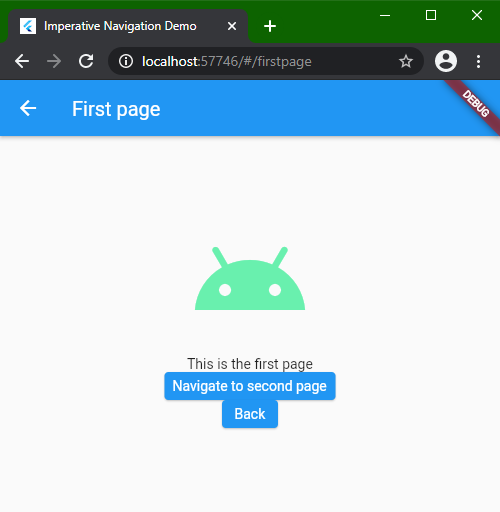 Imperative Navigation Demo
localhost:57746/#/firstpage
First page
DEBUG
This is the first page
Navigate to second page
Back